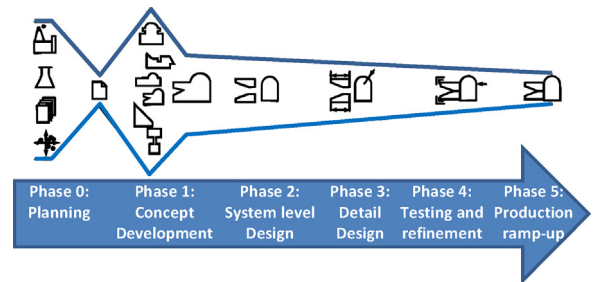 Phase 0:
Planning
Phase 1:
Concept
Development
Phase 2:
System level
Design
Phase 3:
Detail
Design
Phase 4:
Testing and
refinement
Phase 5:
Production
ramp-up